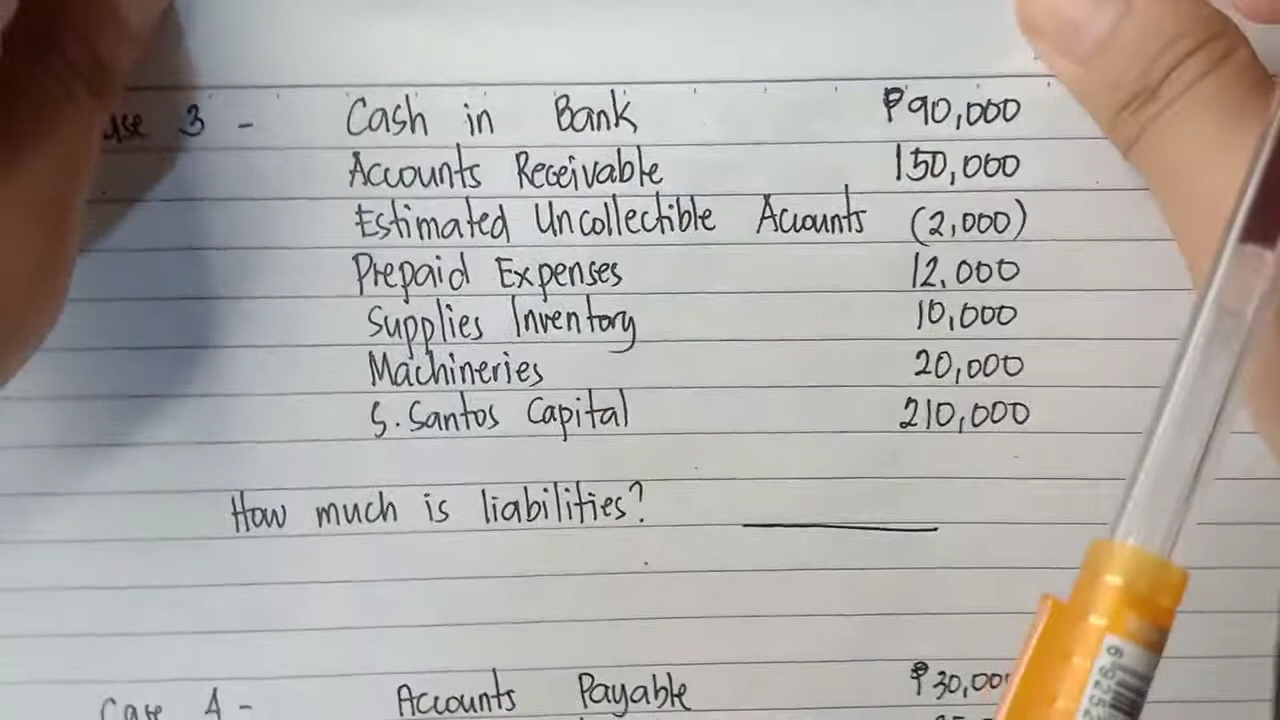 3 - Cash in Bank ₱90,000
Accounts Receivable 150,000
Estimated Uncollectible Accounts (2,000)
Prepaid Expenses 12,000
Supplies Inventory 10,000
Machineries 20,000
S. Santos Capital 210,000
How much is liabilities?
Case 4 - Accounts Payable